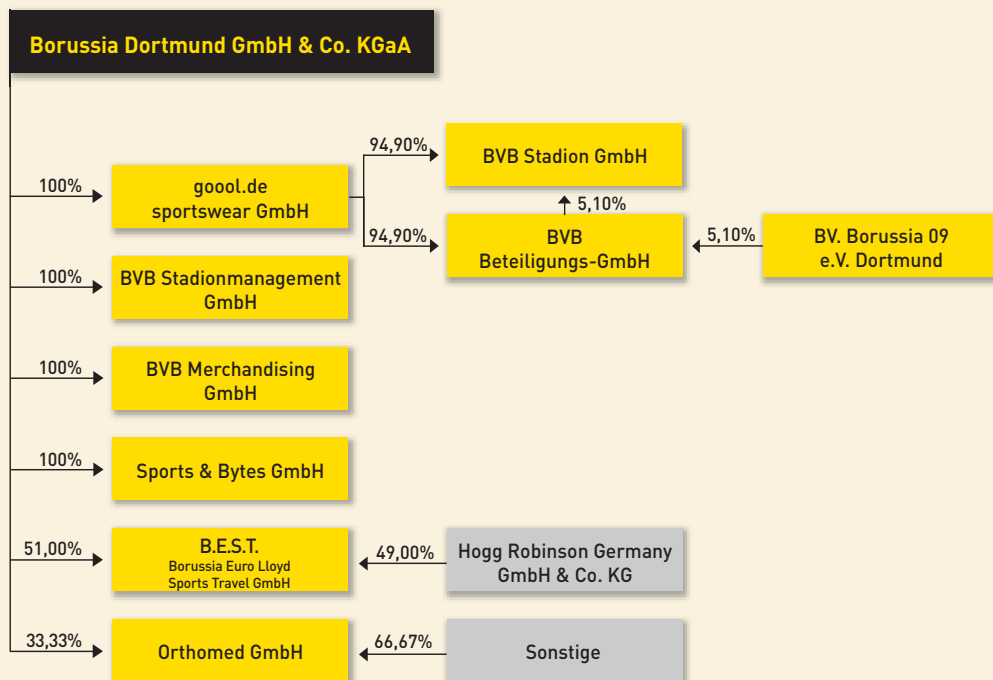 Borussia Dortmund GmbH & Co. KGaA
94,90%
BVB Stadion GmbH
100%
goool.de
sportswear GmbH
5,10%
94,90%
BVB
Beteiligungs-GmbH
5,10%
BV. Borussia 09
e.V. Dortmund
100%
BVB Stadionmanagement
GmbH
100%
BVB Merchandising
GmbH
100%
Sports & Bytes GmbH
51,00%
B.E.S.T.
Borussia Euro Lloyd
Sports Travel GmbH
49,00%
Hogg Robinson Germany
GmbH & Co. KG
33,33%
Orthomed GmbH
66,67%
Sonstige